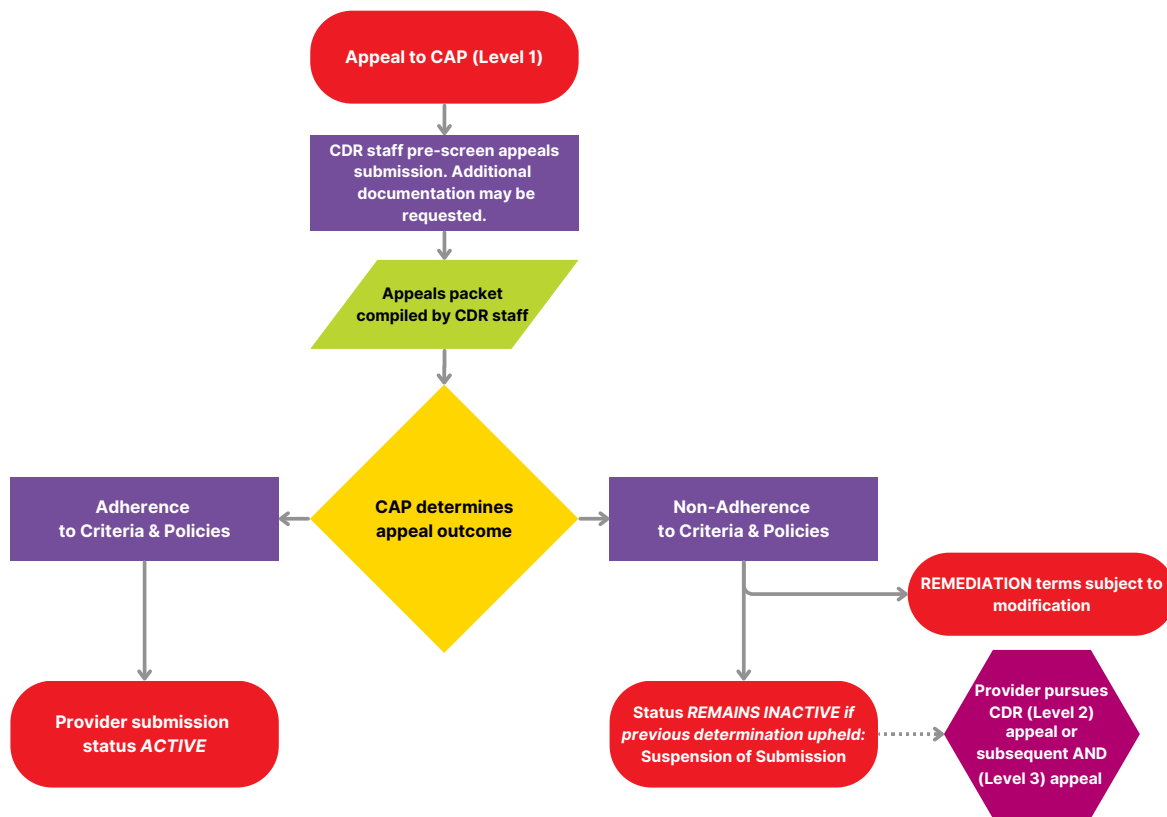 Appeal to CAP (Level 1)
CDR staff pre-screen appeals
submission. Additional
documentation may be
requested.
Appeals packet
compiled by CDR staff
CAP determines
appeal outcome
Adherence
to Criteria & Policies
Non-Adherence
to Criteria & Policies
REMEDIATION terms subject to
modification
Provider submission
status ACTIVE
Status REMAINS INACTIVE if
previous determination upheld:
Suspension of Submission
Provider pursues
CDR (Level 2)
appeal or
subsequent AND
(Level 3) appeal